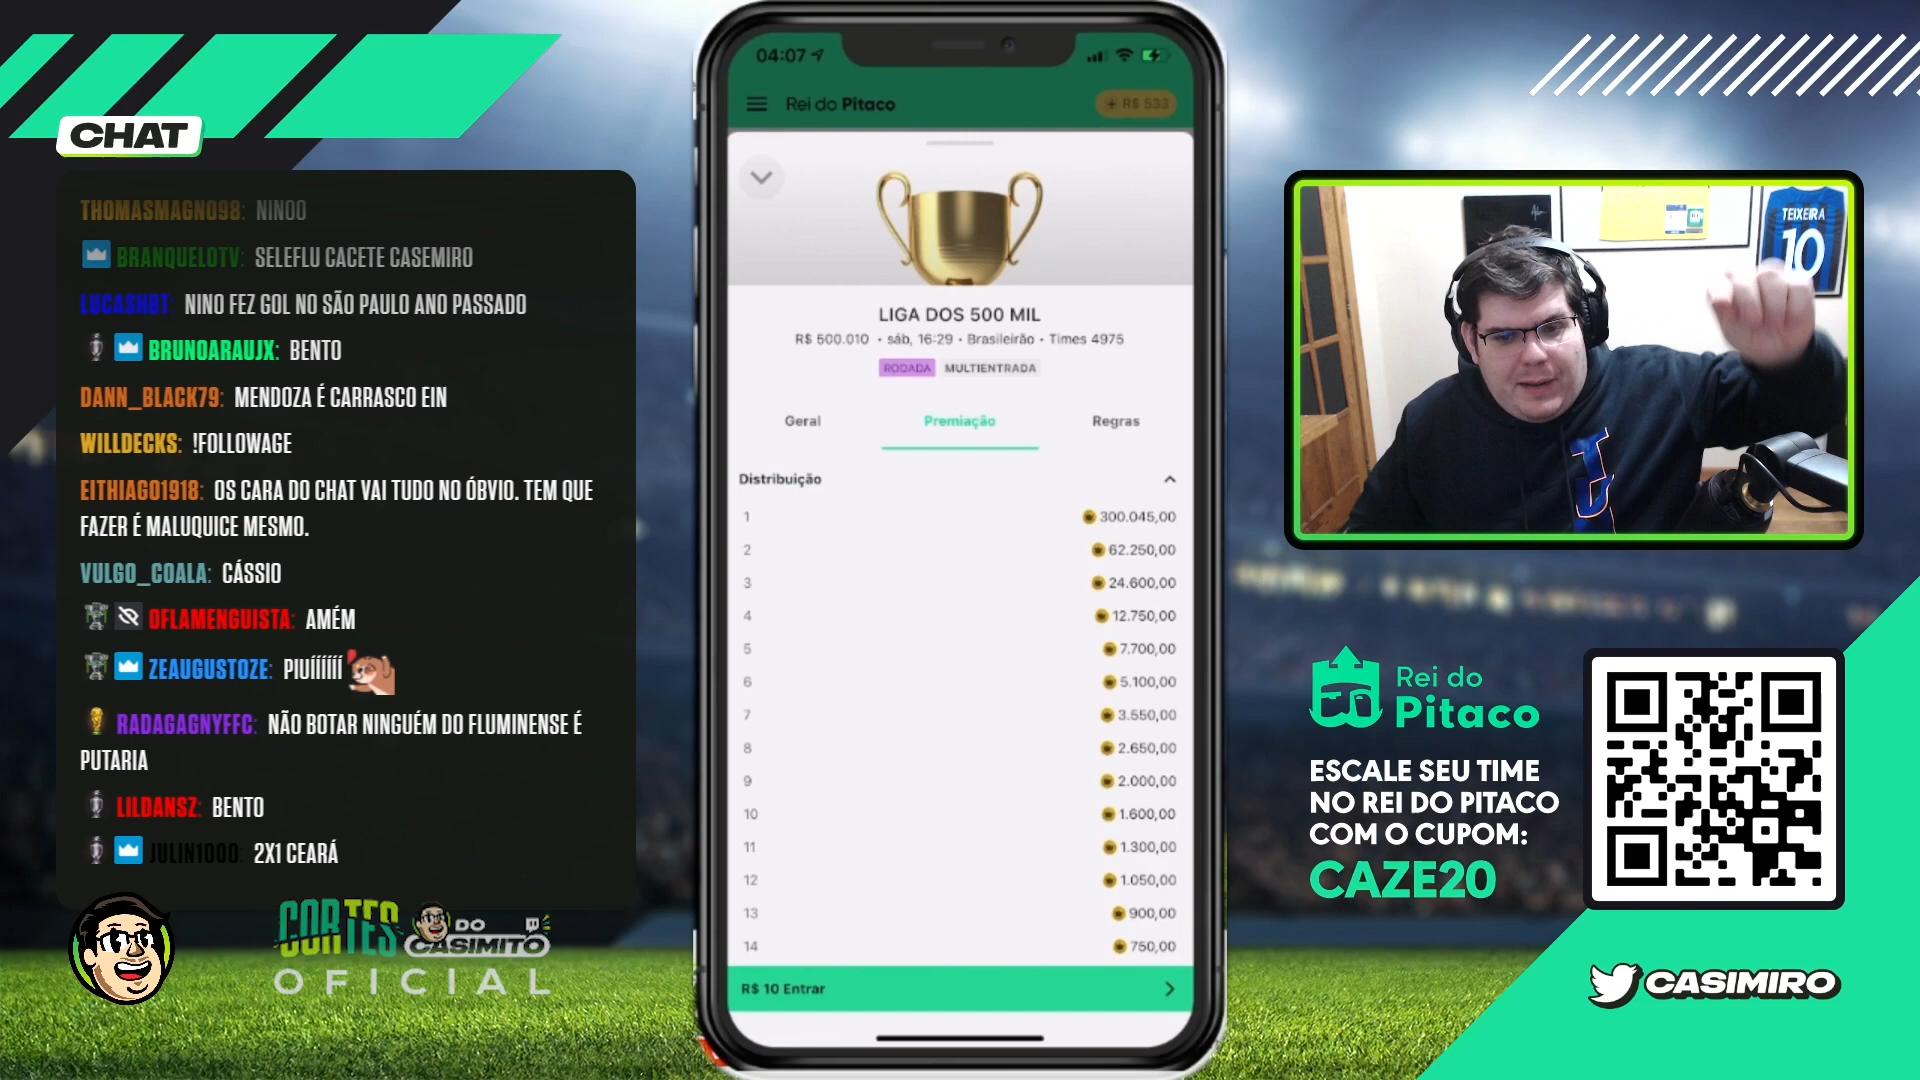 CHAT
THOMASMAGNO98: NINOO
BRANQUELOTV: SELEFLU CACETE CASEMIRO
LUCASHBT: NINO FEZ GOL NO SÃO PAULO ANO PASSADO
BRUNOARAUJX: BENTO
DANN_BLACK79: MENDOZA É CARRASCO EIN
WILLDECKS: !FOLLOWAGE
EITHIAGO1918: OS CARA DO CHAT VAI TUDO NO ÓBVIO. TEM QUE
FAZER É MALUQUICE MESMO.
VULGO_COALA: CÁSSIO
OFLAMENGUISTA: AMÉM
ZEAUGUSTOZE: PIUÍÍÍÍÍÍ
RADAGAGNYFFC: NÃO BOTAR NINGUÉM DO FLUMINENSE É
PUTARIA
LILDANSZ: BENTO
JULIN1000: 2X1 CEARÁ
CORTES DO
CASIMITO
OFICIAL
04:07
Rei do Pitaco
+ R$ 533
LIGA DOS 500 MIL
R$ 500.010 • sáb, 16:29 • Brasileirão • Times 4975
RODADA MULTIENTRADA
Geral Premiação Regras
Distribuição
1 300.045,00
2 62.250,00
3 24.600,00
4 12.750,00
5 7.700,00
6 5.100,00
7 3.550,00
8 2.650,00
9 2.000,00
10 1.600,00
11 1.300,00
12 1.050,00
13 900,00
14 750,00
R$ 10 Entrar
TEIXEIRA
10
Rei do
Pitaco
ESCALE SEU TIME
NO REI DO PITACO
COM O CUPOM:
CAZE20
CASIMIRO